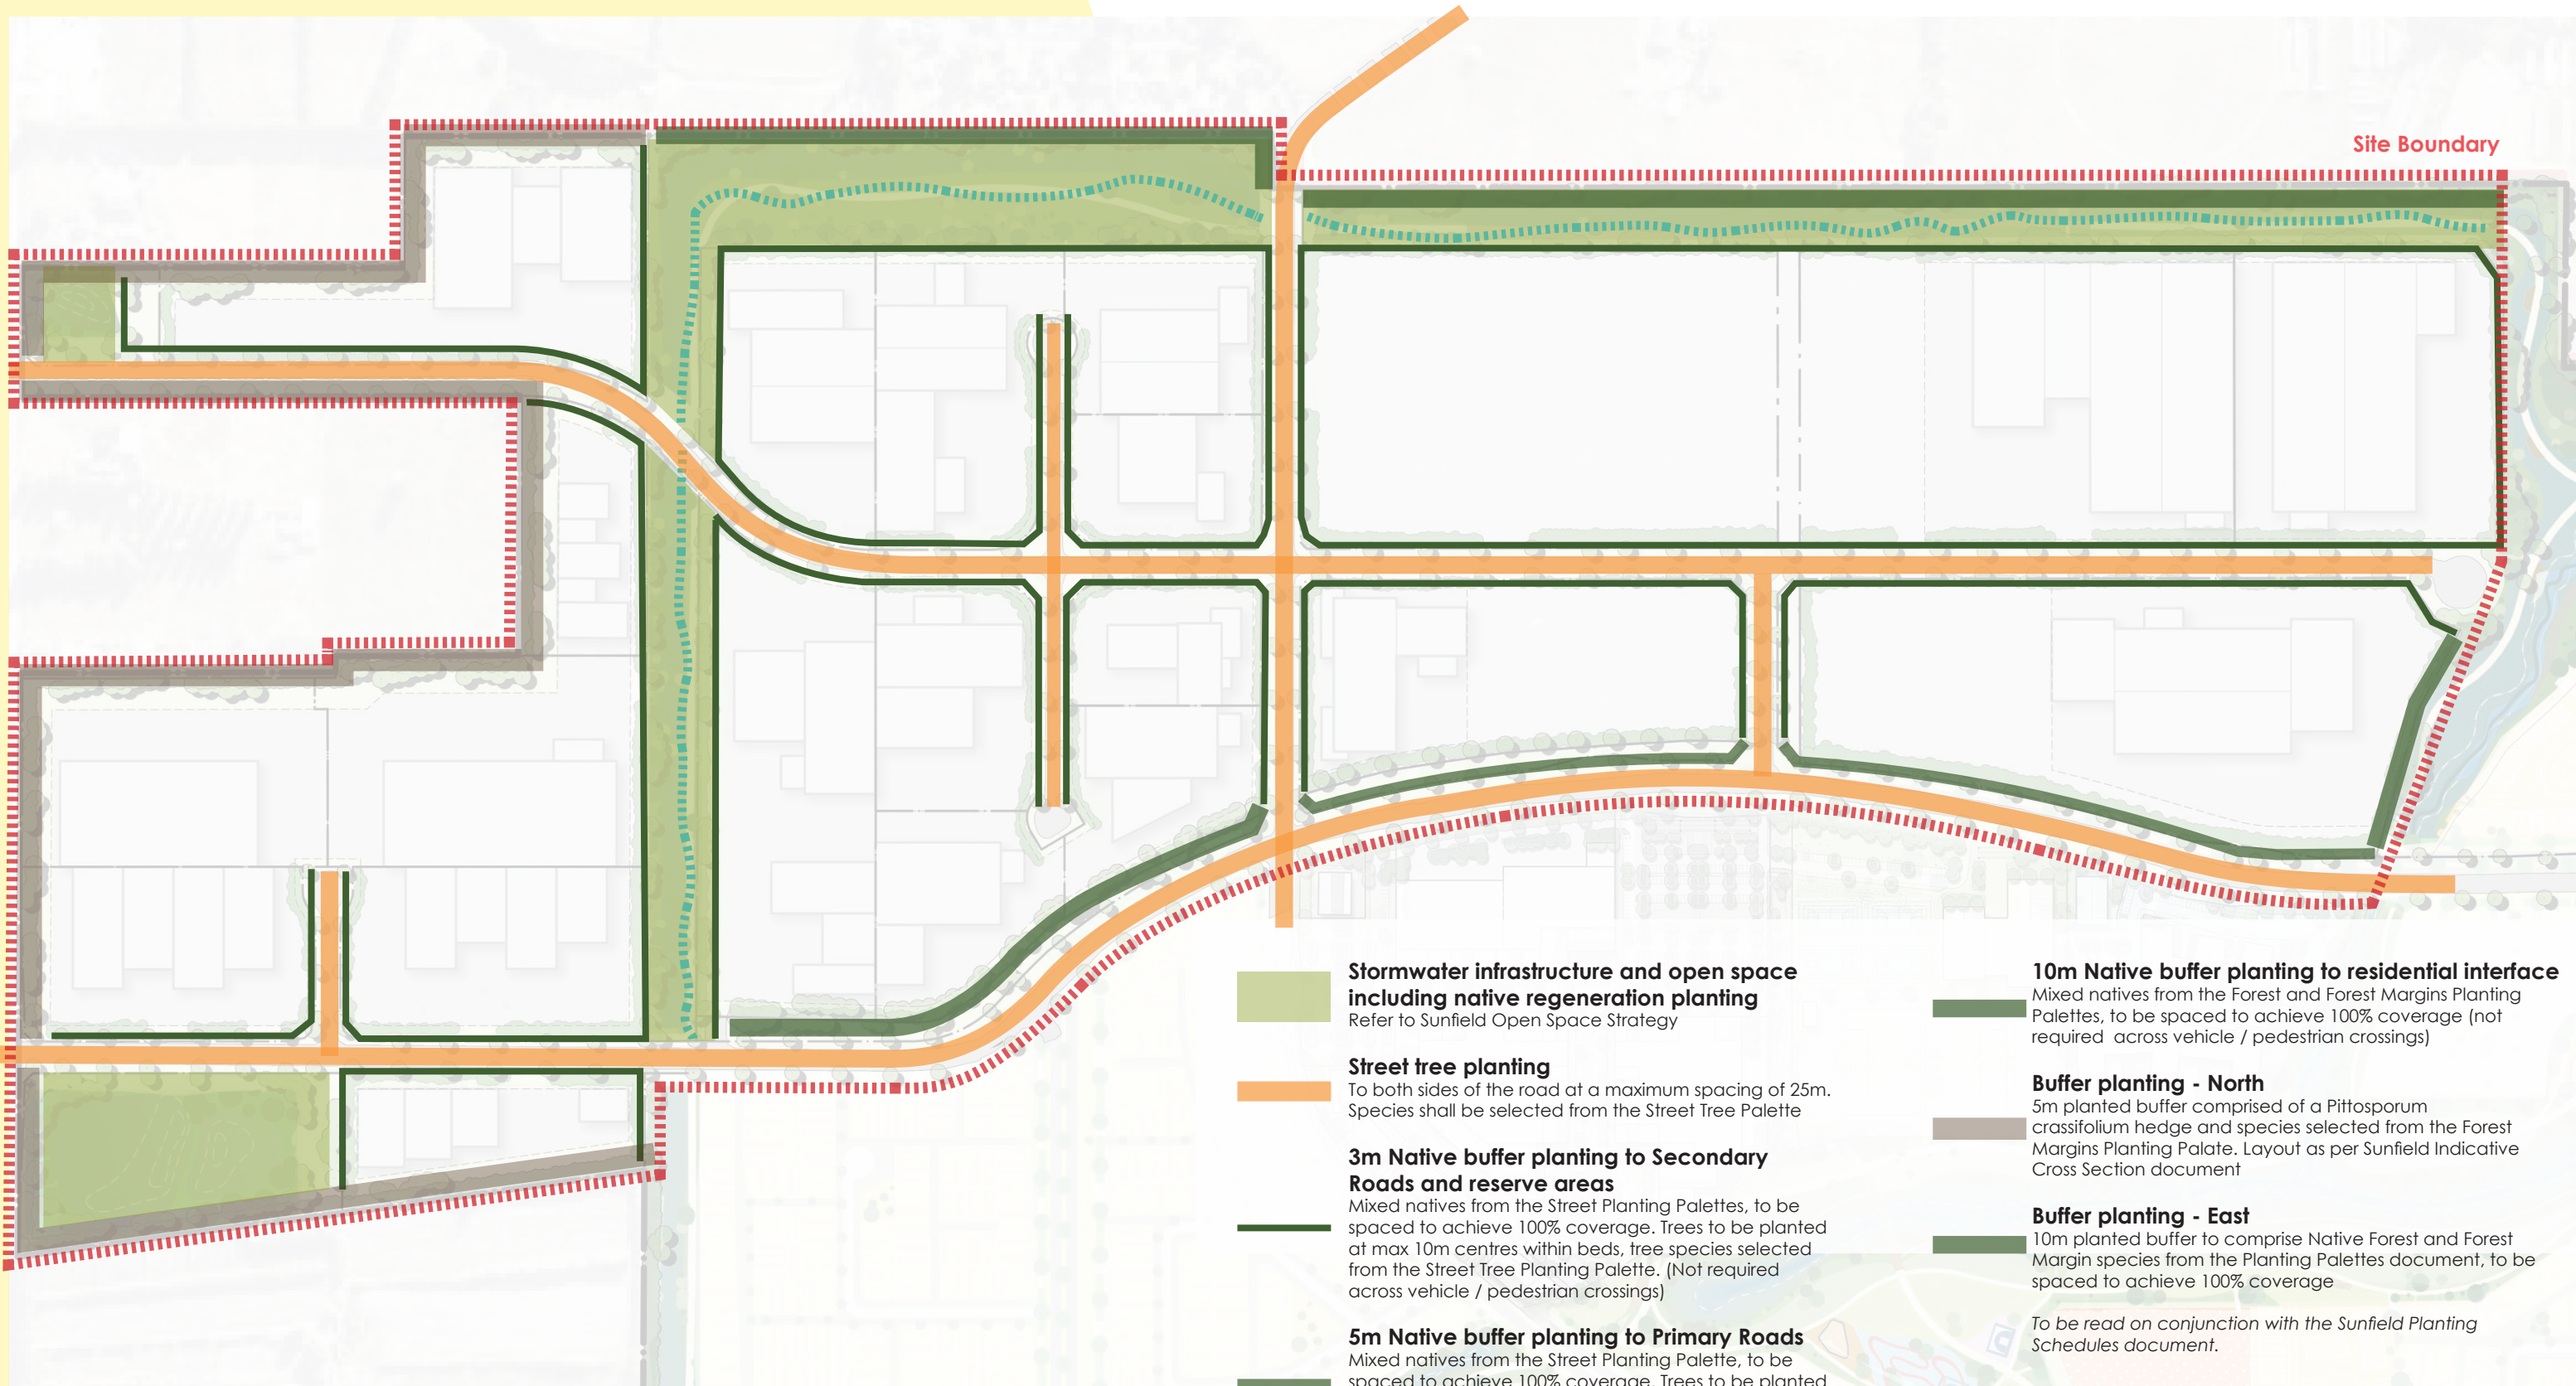 Site Boundary
Stormwater infrastructure and open space
including native regeneration planting
Refer to Sunfield Open Space Strategy
Street tree planting
To both sides of the road at a maximum spacing of 25m.
Species shall be selected from the Street Tree Palette
3m Native buffer planting to Secondary
Roads and reserve areas
Mixed natives from the Street Planting Palettes, to be
spaced to achieve 100% coverage. Trees to be planted
at max 10m centres within beds, tree species selected
from the Street Tree Planting Palette. (Not required
across vehicle / pedestrian crossings)
5m Native buffer planting to Primary Roads
Mixed natives from the Street Planting Palette, to be
spaced to achieve 100% coverage. Trees to be planted
10m Native buffer planting to residential interface
Mixed natives from the Forest and Forest Margins Planting
Palettes, to be spaced to achieve 100% coverage (not
required across vehicle / pedestrian crossings)
Buffer planting - North
5m planted buffer comprised of a Pittosporum
crassifolium hedge and species selected from the Forest
Margins Planting Palate. Layout as per Sunfield Indicative
Cross Section document
Buffer planting - East
10m planted buffer to comprise Native Forest and Forest
Margin species from the Planting Palettes document, to be
spaced to achieve 100% coverage
To be read on conjunction with the Sunfield Planting
Schedules document.